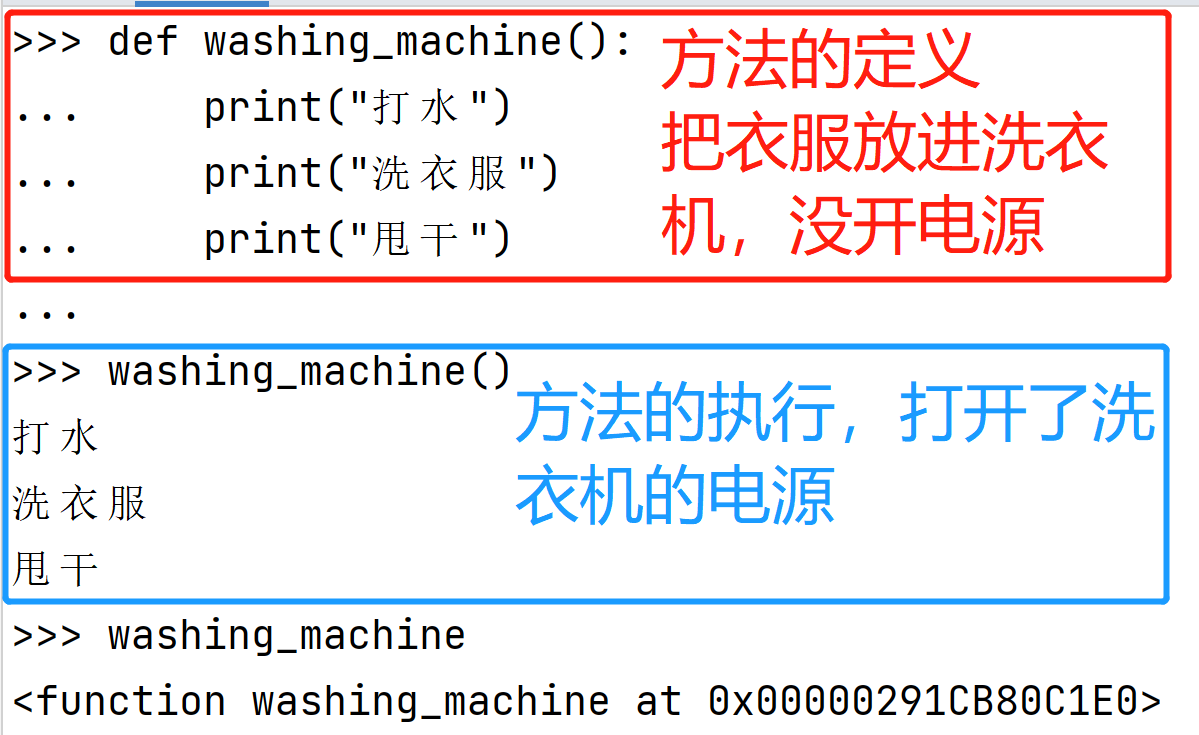 >>> def washing_machine():
...     print("打水")
...     print("洗衣服")
...     print("甩干")
方法的定义
把衣服放进洗衣
机，没开电源
...
>>> washing_machine()
打水
洗衣服
甩干
方法的执行，打开了洗
衣机的电源
>>> washing_machine
<function washing_machine at 0x00000291CB80C1E0>